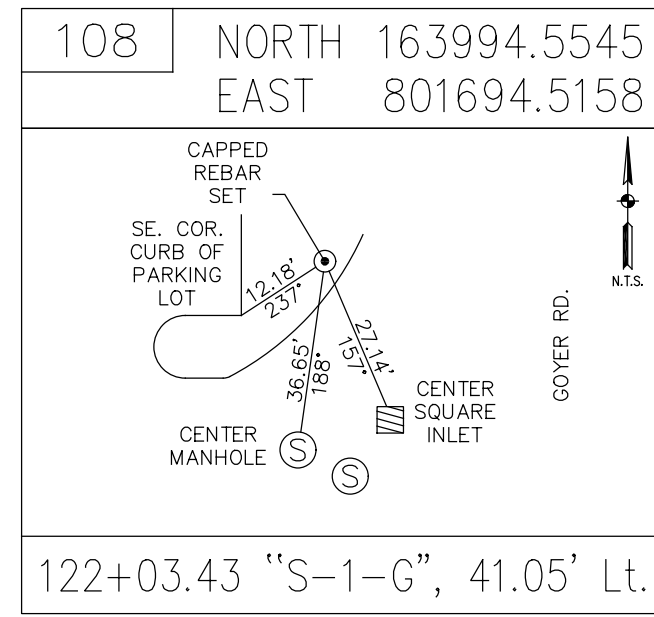 108
NORTH 163994.5545
EAST 801694.5158
CAPPED
REBAR
SET
SE. COR.
CURB OF
PARKING
LOT
N.T.S.
12.18'
237°
36.65'
188°
27.14'
157°
GOYER RD.
CENTER
SQUARE
INLET
CENTER
MANHOLE
S
S
122+03.43 “S-1-G”, 41.05' Lt.